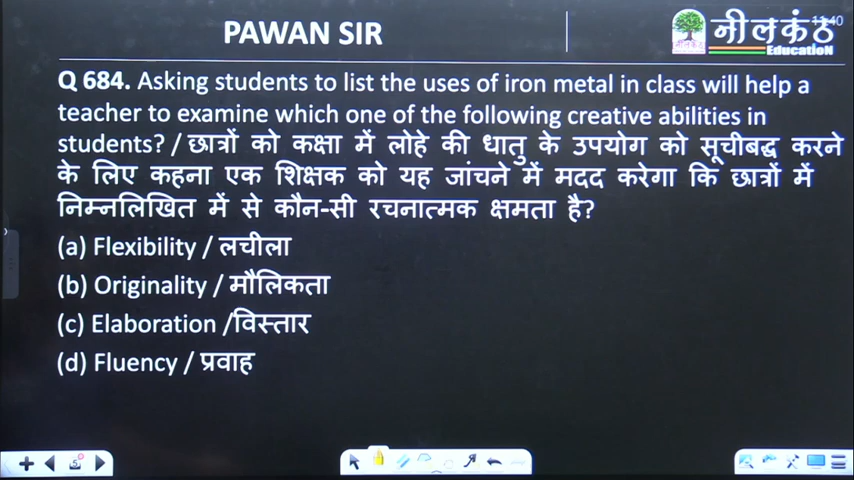 PAWAN SIR
नीलकंठ
11:40
EducatioN
Q 684. Asking students to list the uses of iron metal in class will help a
teacher to examine which one of the following creative abilities in
students? / छात्रों को कक्षा में लोहे की धातु के उपयोग को सूचीबद्ध करने
के लिए कहना एक शिक्षक को यह जांचने में मदद करेगा कि छात्रों में
निम्नलिखित में से कौन-सी रचनात्मक क्षमता है?
(a) Flexibility / लचीला
(b) Originality / मौलिकता
(c) Elaboration /विस्तार
(d) Fluency / प्रवाह